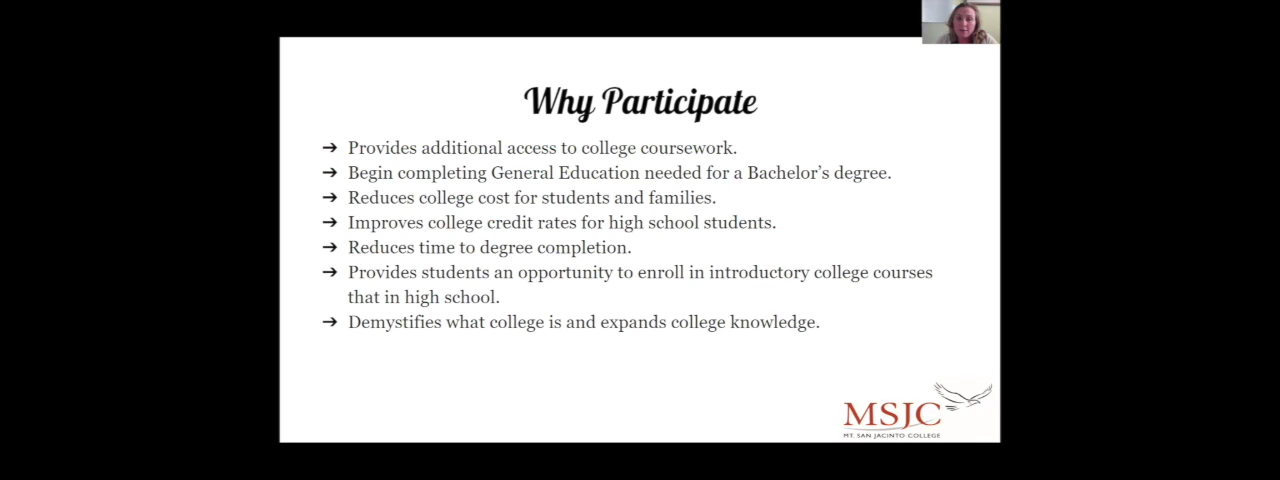 Why Participate
➔ Provides additional access to college coursework.
➔ Begin completing General Education needed for a Bachelor’s degree.
➔ Reduces college cost for students and families.
➔ Improves college credit rates for high school students.
➔ Reduces time to degree completion.
➔ Provides students an opportunity to enroll in introductory college courses
that in high school.
➔ Demystifies what college is and expands college knowledge.
MSJC
MT. SAN JACINTO COLLEGE